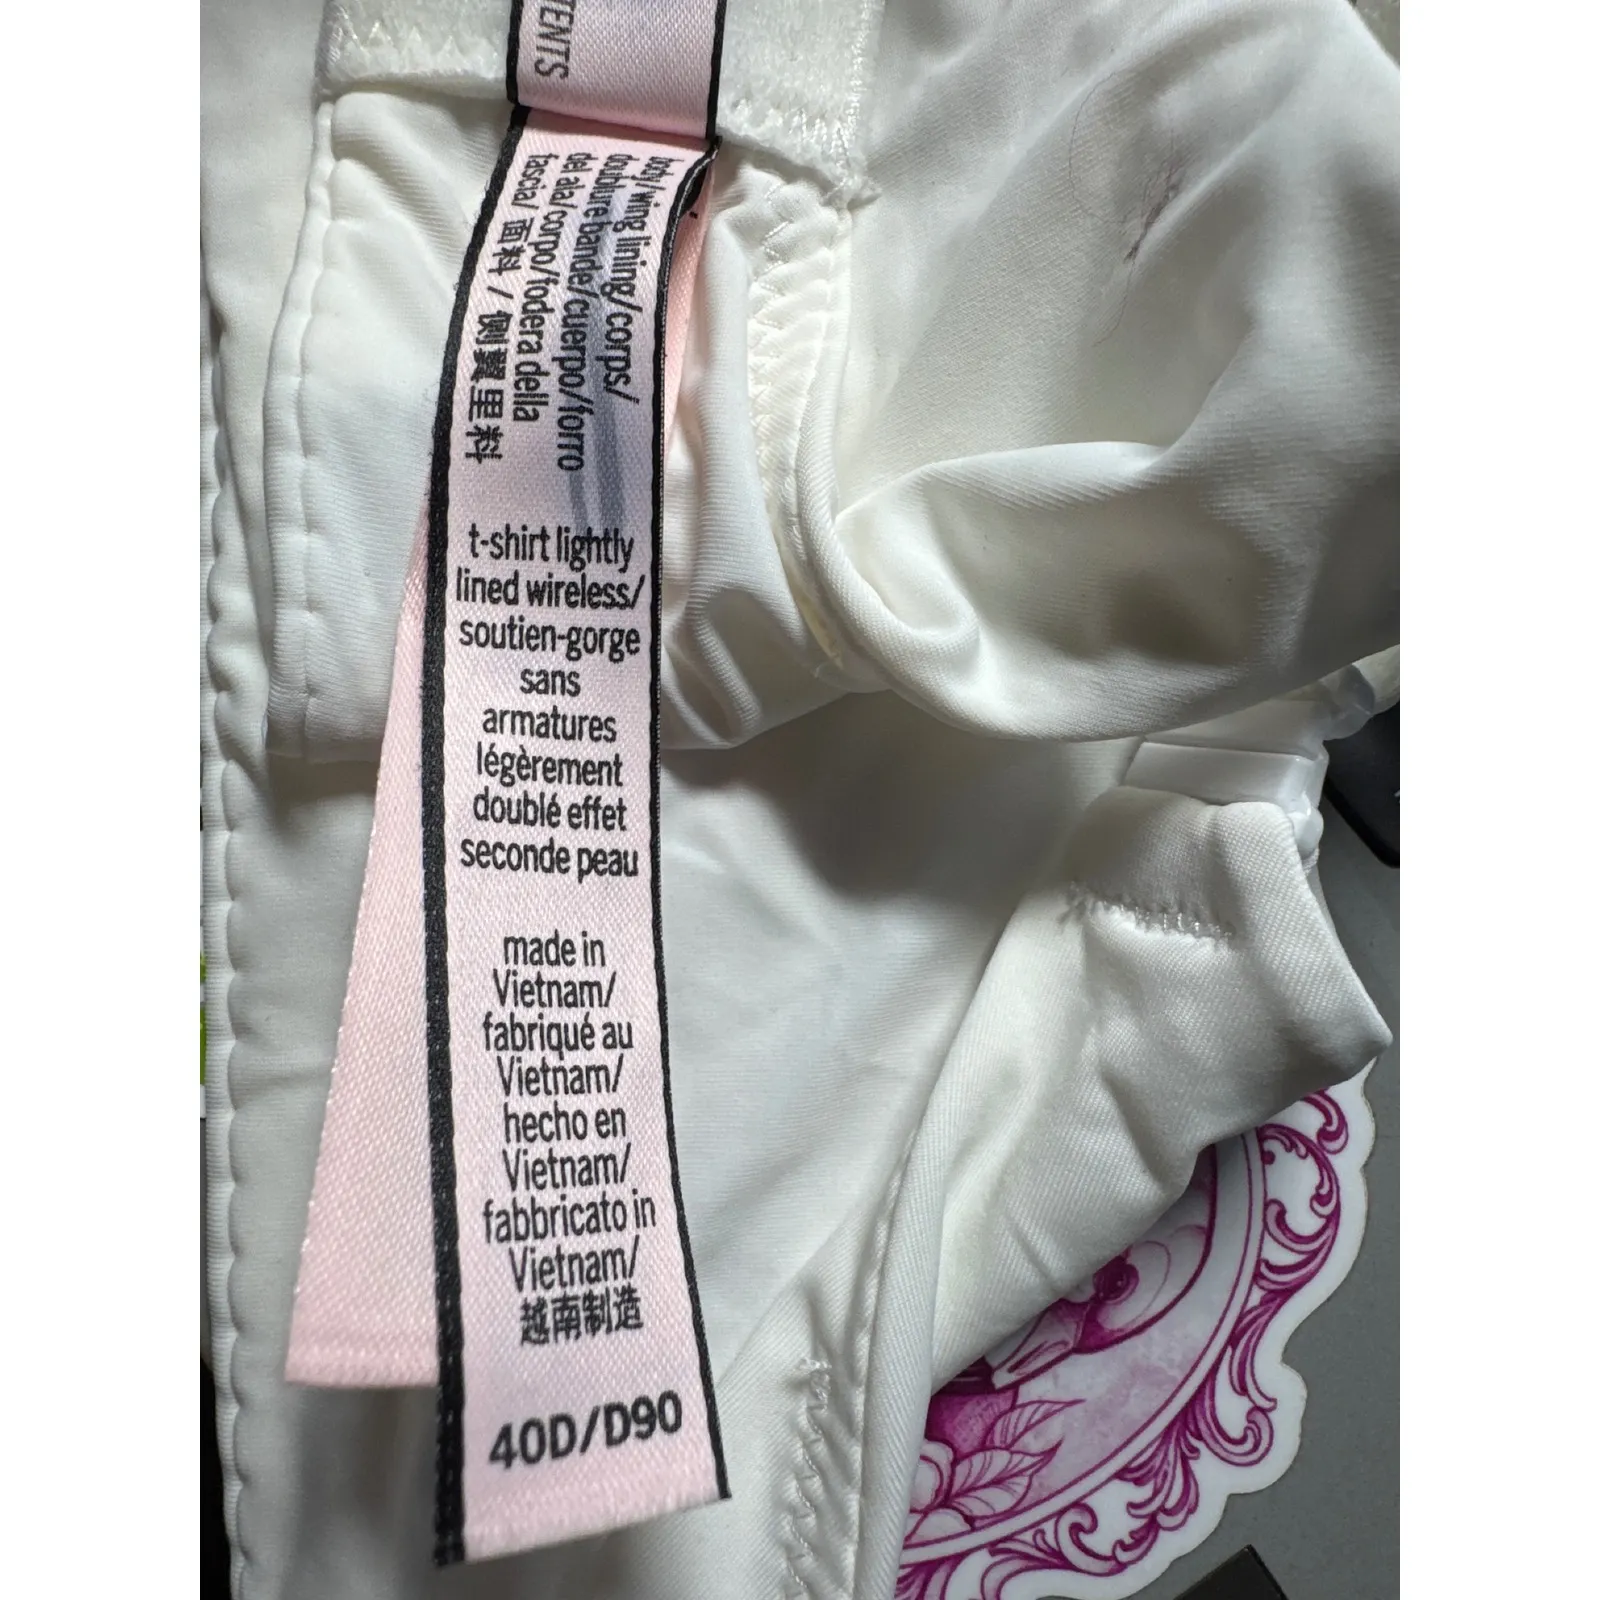 TENTS
body/wing lining/corps/
doublure bande/cuerpo/forro
del ala/corpo/fodera della
fascia/ 面料 / 侧翼里料
t-shirt lightly
lined wireless/
soutien-gorge
sans
armatures
légèrement
doublé effet
seconde peau
made in
Vietnam/
fabriqué au
Vietnam/
hecho en
Vietnam/
fabbricato in
Vietnam/
越南制造
40D/D90